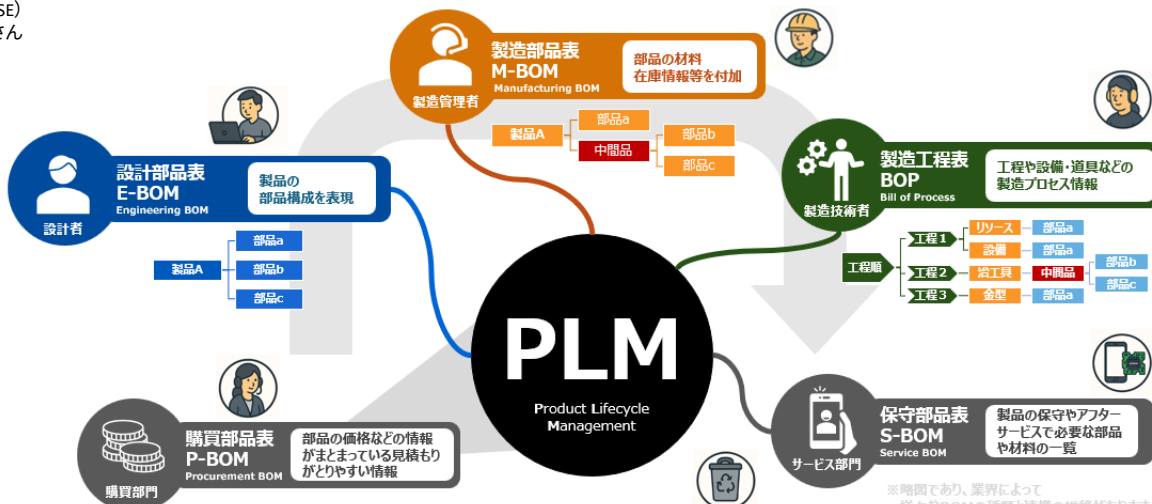 SE)
さん
製造部品表
M-BOM
Manufacturing BOM
製造管理者
部品の材料
在庫情報等を付加
製品A
部品a
中間品
部品b
部品c
設計部品表
E-BOM
Engineering BOM
設計者
製品の
部品構成を表現
製品A
部品a
部品b
部品c
製造工程表
BOP
Bill of Process
製造技術者
工程や設備・道具などの
製造プロセス情報
工程順
工程1
リソース
部品a
設備
部品a
工程2
治工具
中間品
部品b
部品c
工程3
金型
部品a
PLM
Product Lifecycle
Management
購買部品表
P-BOM
Procurement BOM
購買部門
部品の価格などの情報
がまとまっている見積もり
がとりやすい情報
保守部品表
S-BOM
Service BOM
サービス部門
製品の保守やアフター
サービスで必要な部品
や材料の一覧
※略図であり、業界によって